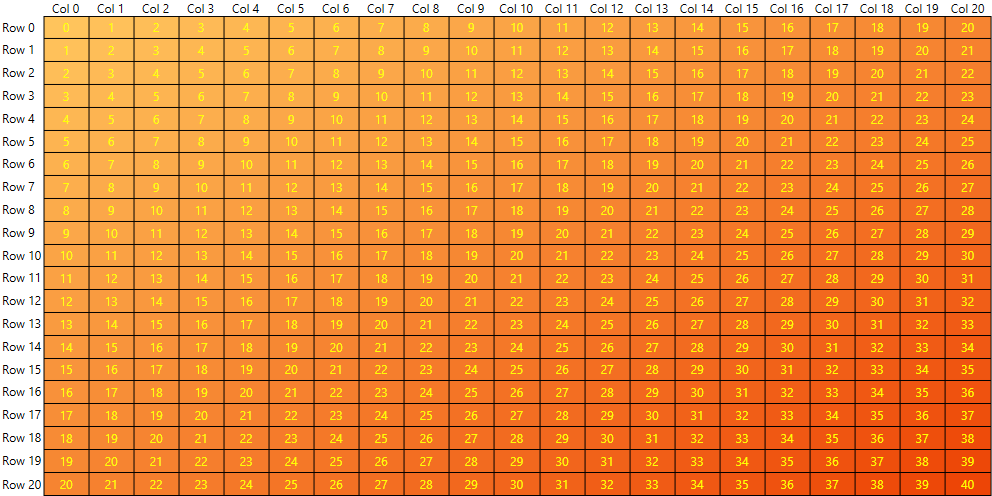 Col 0 Col 1 Col 2 Col 3 Col 4 Col 5 Col 6 Col 7 Col 8 Col 9 Col 10 Col 11 Col 12 Col 13 Col 14 Col 15 Col 16 Col 17 Col 18 Col 19 Col 20
Row 0 0 1 2 3 4 5 6 7 8 9 10 11 12 13 14 15 16 17 18 19 20
Row 1 1 2 3 4 5 6 7 8 9 10 11 12 13 14 15 16 17 18 19 20 21
Row 2 2 3 4 5 6 7 8 9 10 11 12 13 14 15 16 17 18 19 20 21 22
Row 3 3 4 5 6 7 8 9 10 11 12 13 14 15 16 17 18 19 20 21 22 23
Row 4 4 5 6 7 8 9 10 11 12 13 14 15 16 17 18 19 20 21 22 23 24
Row 5 5 6 7 8 9 10 11 12 13 14 15 16 17 18 19 20 21 22 23 24 25
Row 6 6 7 8 9 10 11 12 13 14 15 16 17 18 19 20 21 22 23 24 25 26
Row 7 7 8 9 10 11 12 13 14 15 16 17 18 19 20 21 22 23 24 25 26 27
Row 8 8 9 10 11 12 13 14 15 16 17 18 19 20 21 22 23 24 25 26 27 28
Row 9 9 10 11 12 13 14 15 16 17 18 19 20 21 22 23 24 25 26 27 28 29
Row 10 10 11 12 13 14 15 16 17 18 19 20 21 22 23 24 25 26 27 28 29 30
Row 11 11 12 13 14 15 16 17 18 19 20 21 22 23 24 25 26 27 28 29 30 31
Row 12 12 13 14 15 16 17 18 19 20 21 22 23 24 25 26 27 28 29 30 31 32
Row 13 13 14 15 16 17 18 19 20 21 22 23 24 25 26 27 28 29 30 31 32 33
Row 14 14 15 16 17 18 19 20 21 22 23 24 25 26 27 28 29 30 31 32 33 34
Row 15 15 16 17 18 19 20 21 22 23 24 25 26 27 28 29 30 31 32 33 34 35
Row 16 16 17 18 19 20 21 22 23 24 25 26 27 28 29 30 31 32 33 34 35 36
Row 17 17 18 19 20 21 22 23 24 25 26 27 28 29 30 31 32 33 34 35 36 37
Row 18 18 19 20 21 22 23 24 25 26 27 28 29 30 31 32 33 34 35 36 37 38
Row 19 19 20 21 22 23 24 25 26 27 28 29 30 31 32 33 34 35 36 37 38 39
Row 20 20 21 22 23 24 25 26 27 28 29 30 31 32 33 34 35 36 37 38 39 40